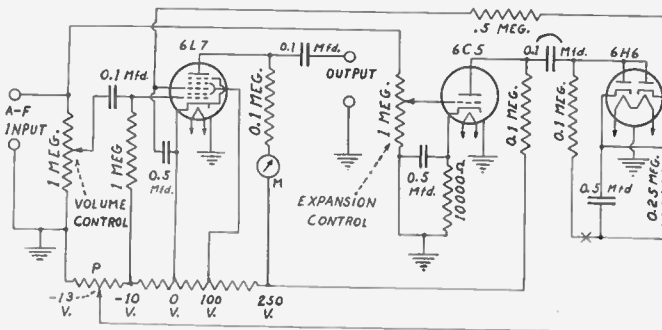 .5 MEG.
6L7
0.1 Mfd.
OUTPUT
6C5
0.1 Mfd.
6H6
A-F
INPUT
0.1 Mfd.
1 MEG.
VOLUME
CONTROL
1 MEG
0.5
Mfd.
0.1 MEG.
M
1 MEG.
EXPANSION
CONTROL
0.5
Mfd.
10000Ω
0.1 MEG.
0.1 MEG.
0.5 Mfd
0.25 MEG.
P
-13
V.
-10
V.
0
V.
100
V.
250
V.